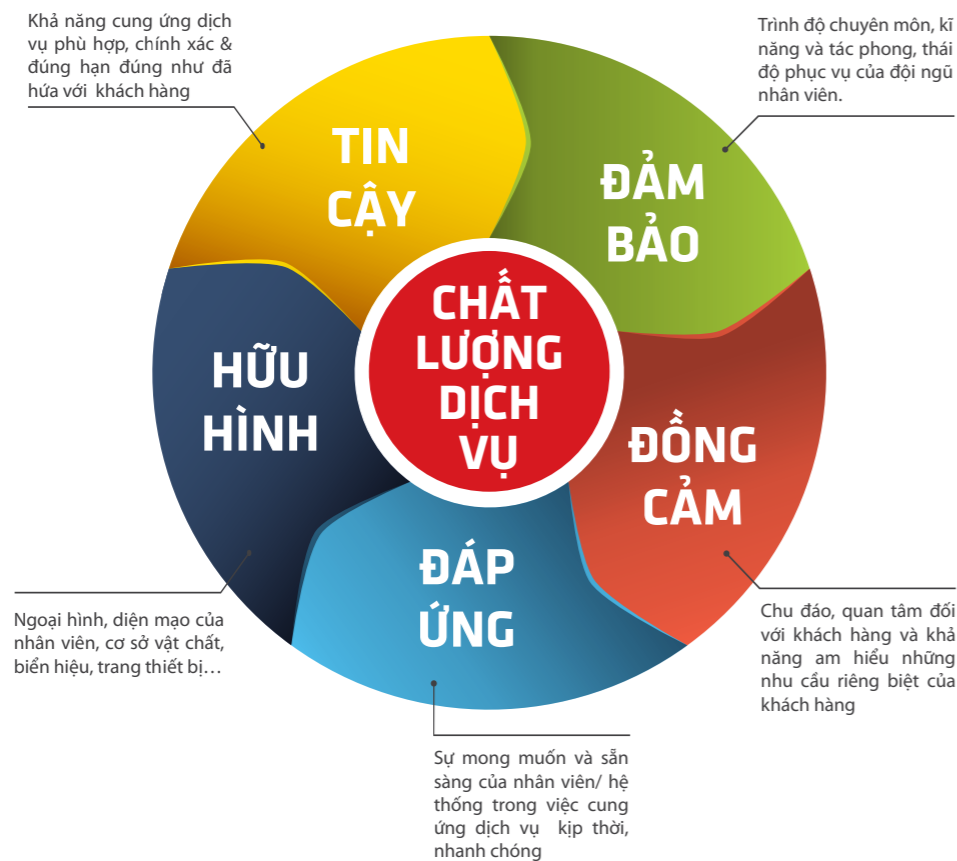 Khả năng cung ứng dịch
vụ phù hợp, chính xác &
đúng hạn đúng như đã
hứa với khách hàng
Trình độ chuyên môn, kĩ
năng và tác phong, thái
độ phục vụ của đội ngũ
nhân viên.
TIN
CẬY
ĐẢM
BẢO
CHẤT
LƯỢNG
DỊCH
VỤ
HỮU
HÌNH
ĐỒNG
CẢM
ĐÁP
ỨNG
Ngoại hình, diện mạo của
nhân viên, cơ sở vật chất,
biển hiệu, trang thiết bị...
Chu đáo, quan tâm đối
với khách hàng và khả
năng am hiểu những
nhu cầu riêng biệt của
khách hàng
Sự mong muốn và sẵn
sàng của nhân viên/ hệ
thống trong việc cung
ứng dịch vụ kịp thời,
nhanh chóng